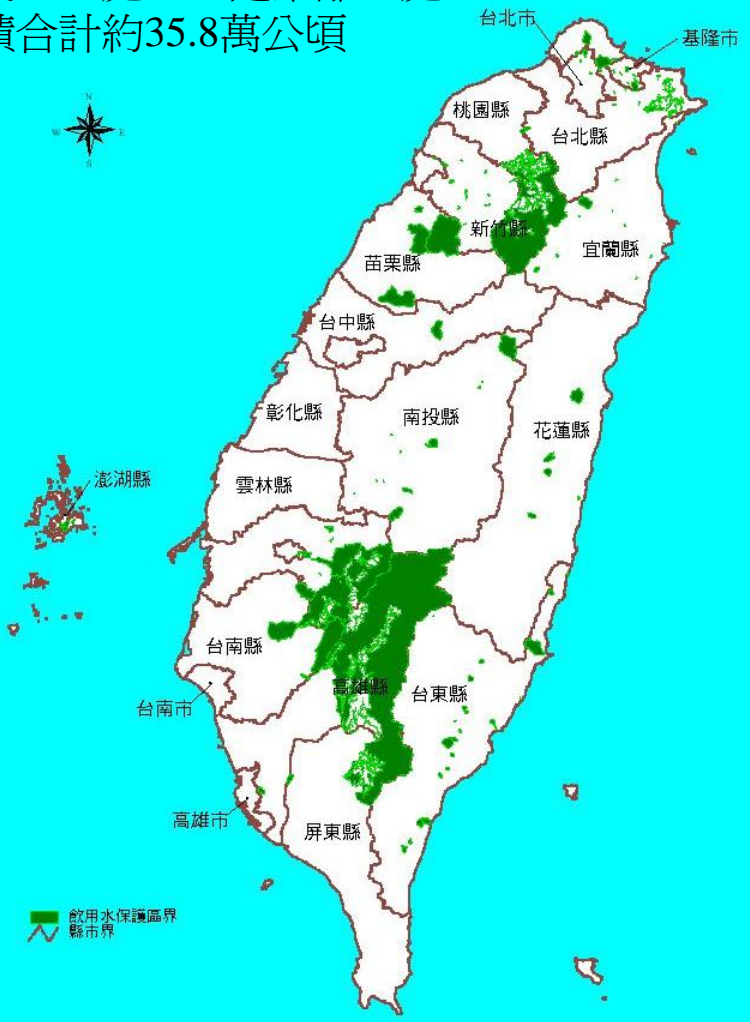 積合計約35.8萬公頃
台北市
基隆市
桃園縣
台北縣
N
W E
S
新竹縣
宜蘭縣
苗栗縣
台中縣
彰化縣
南投縣
花蓮縣
澎湖縣
雲林縣
台南縣
高雄縣
台東縣
台南市
高雄市
屏東縣
飲用水保護區界
縣市界